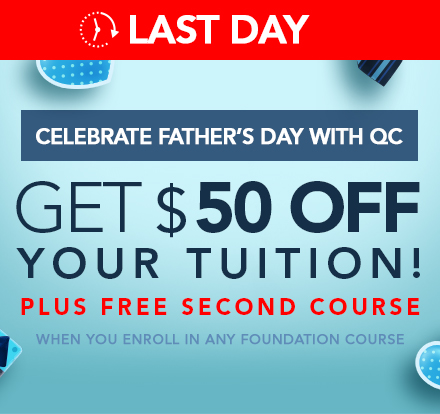 LAST DAY
CELEBRATE FATHER'S DAY WITH QC
GET $50 OFF
YOUR TUITION!
PLUS FREE SECOND COURSE
WHEN YOU ENROLL IN ANY FOUNDATION COURSE